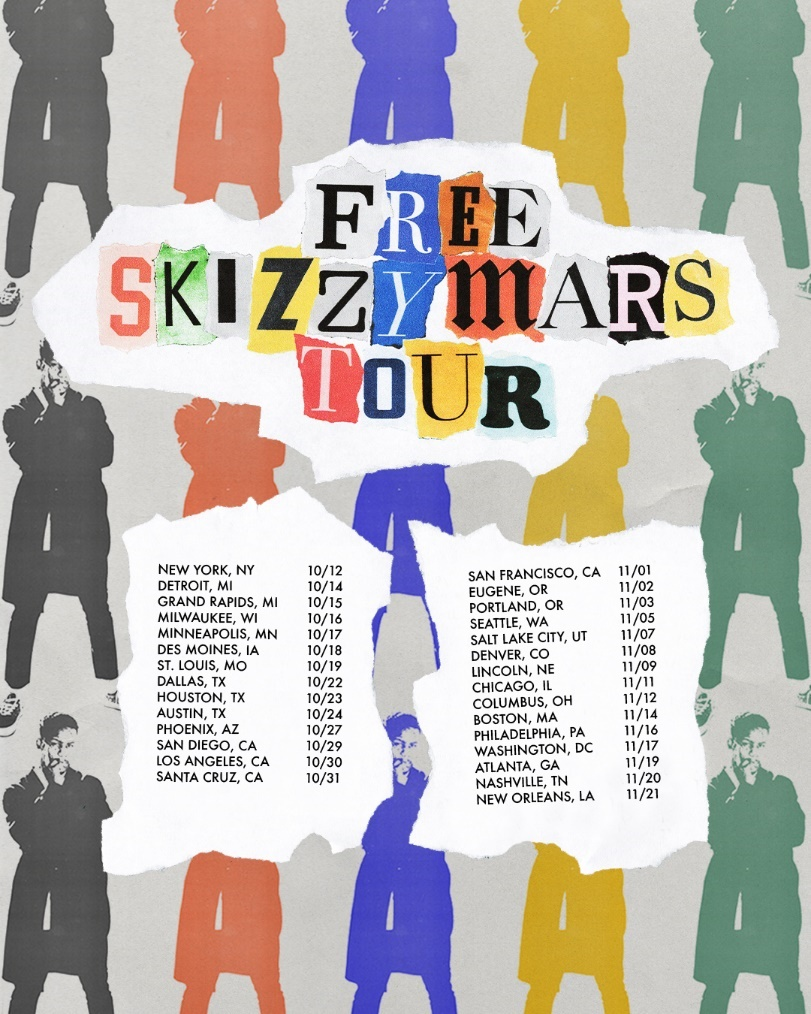 FREE
SKIZZY MARS
TOUR
NEW YORK, NY 10/12
DETROIT, MI 10/14
GRAND RAPIDS, MI 10/15
MILWAUKEE, WI 10/16
MINNEAPOLIS, MN 10/17
DES MOINES, IA 10/18
ST. LOUIS, MO 10/19
DALLAS, TX 10/22
HOUSTON, TX 10/23
AUSTIN, TX 10/24
PHOENIX, AZ 10/27
SAN DIEGO, CA 10/29
LOS ANGELES, CA 10/30
SANTA CRUZ, CA 10/31
SAN FRANCISCO, CA 11/01
EUGENE, OR 11/02
PORTLAND, OR 11/03
SEATTLE, WA 11/05
SALT LAKE CITY, UT 11/07
DENVER, CO 11/08
LINCOLN, NE 11/09
CHICAGO, IL 11/11
COLUMBUS, OH 11/12
BOSTON, MA 11/14
PHILADELPHIA, PA 11/16
WASHINGTON, DC 11/17
ATLANTA, GA 11/19
NASHVILLE, TN 11/20
NEW ORLEANS, LA 11/21